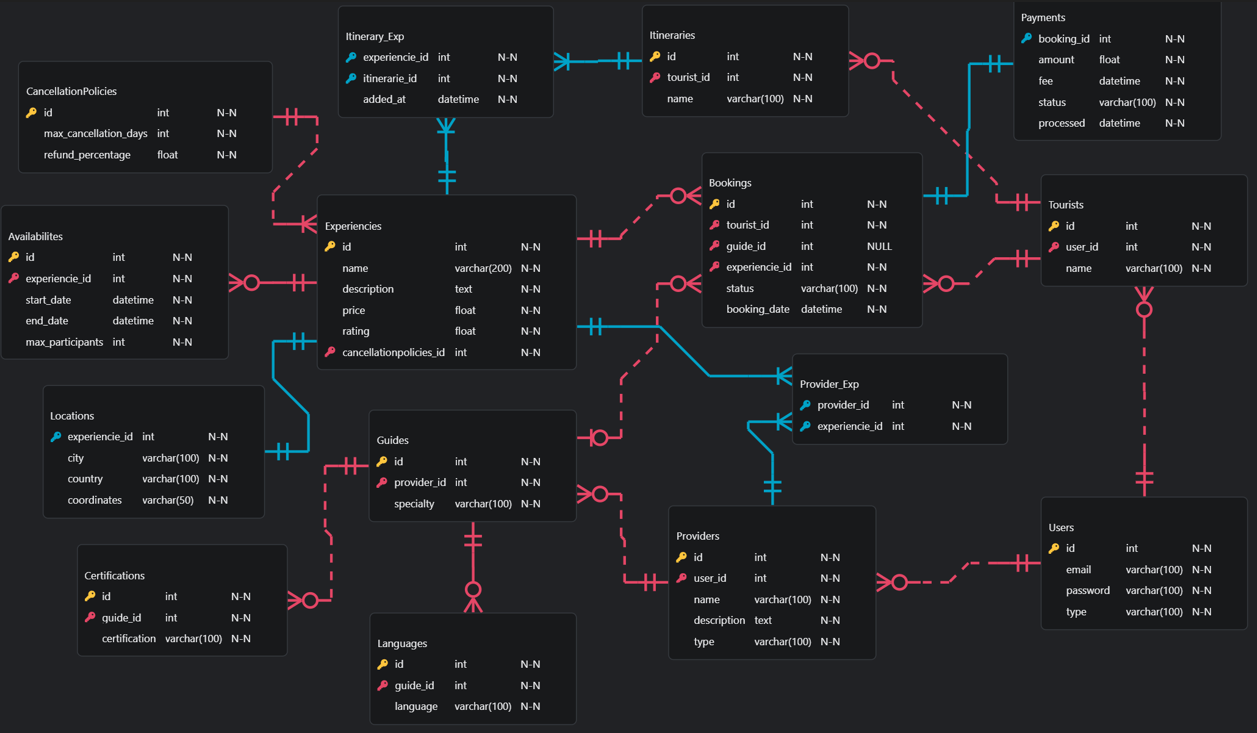 Itinerary_Exp
experiencie_id int N-N
itinerarie_id int N-N
added_at datetime N-N
Itineraries
id int N-N
tourist_id int N-N
name varchar(100) N-N
Payments
booking_id int N-N
amount float N-N
fee datetime N-N
status varchar(100) N-N
processed datetime N-N
CancellationPolicies
id int N-N
max_cancellation_days int N-N
refund_percentage float N-N
Bookings
id int N-N
tourist_id int N-N
guide_id int NULL
experiencie_id int N-N
status varchar(100) N-N
booking_date datetime N-N
Tourists
id int N-N
user_id int N-N
name varchar(100) N-N
Experiencies
id int N-N
name varchar(200) N-N
description text N-N
price float N-N
rating float N-N
cancellationpolicies_id int N-N
Availabilites
id int N-N
experiencie_id int N-N
start_date datetime N-N
end_date datetime N-N
max_participants int N-N
Provider_Exp
provider_id int N-N
experiencie_id int N-N
Locations
experiencie_id int N-N
city varchar(100) N-N
country varchar(100) N-N
coordinates varchar(50) N-N
Guides
id int N-N
provider_id int N-N
specialty varchar(100) N-N
Providers
id int N-N
user_id int N-N
name varchar(100) N-N
description text N-N
type varchar(100) N-N
Users
id int N-N
email varchar(100) N-N
password varchar(100) N-N
type varchar(100) N-N
Certifications
id int N-N
guide_id int N-N
certification varchar(100) N-N
Languages
id int N-N
guide_id int N-N
language varchar(100) N-N